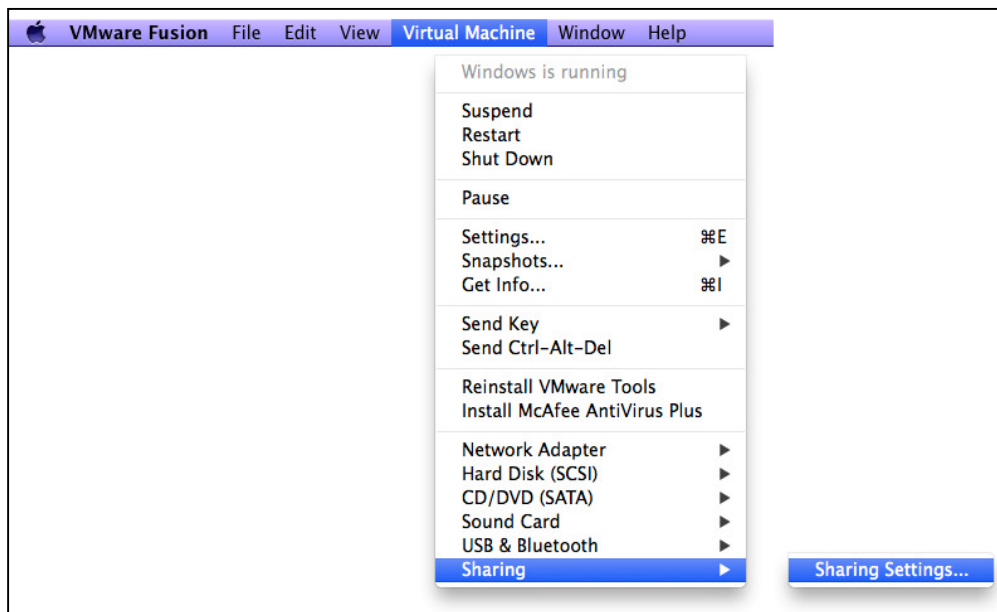 VMware Fusion File Edit View Virtual Machine Window Help
Windows is running
Suspend
Restart
Shut Down
Pause
Settings... ⌘E
Snapshots... ▶
Get Info... ⌘I
Send Key ▶
Send Ctrl-Alt-Del
Reinstall VMware Tools
Install McAfee AntiVirus Plus
Network Adapter ▶
Hard Disk (SCSI) ▶
CD/DVD (SATA) ▶
Sound Card ▶
USB & Bluetooth ▶
Sharing ▶ Sharing Settings...